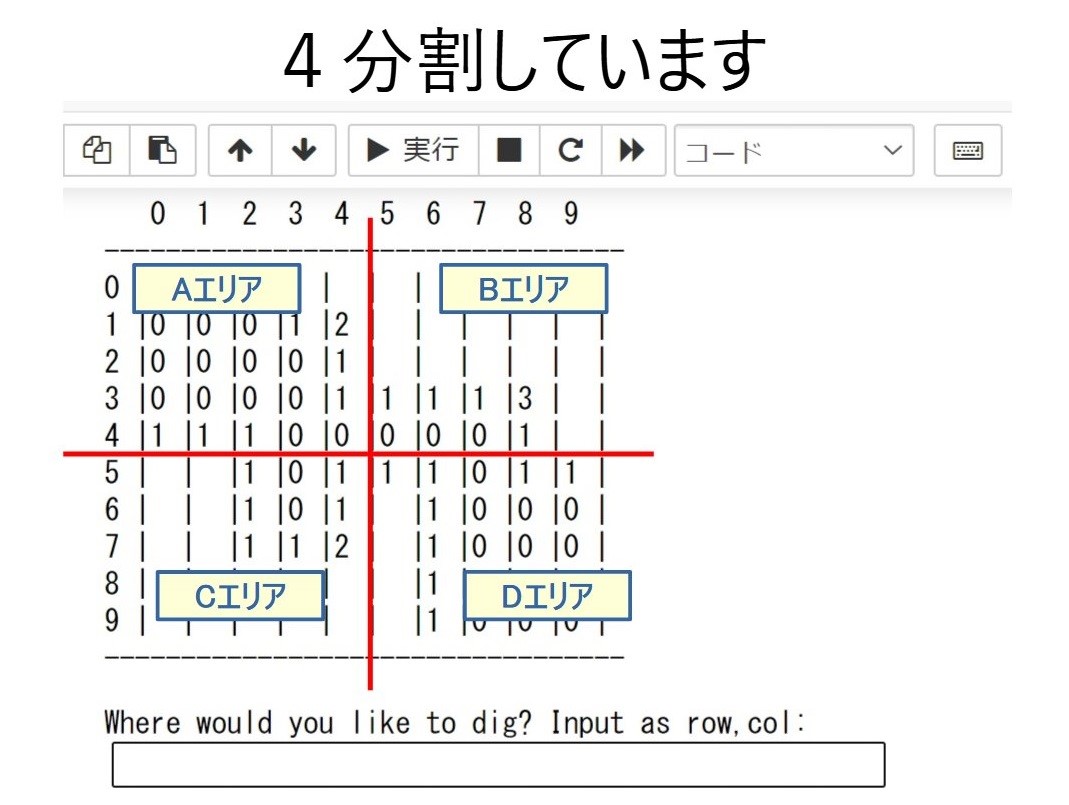 4 分割しています
実行 コード
0 1 2 3 4 5 6 7 8 9
-----------------------------------
0 Aエリア | | | Bエリア
1 |0 |0 |0 |1 |2 | | | | | |
2 |0 |0 |0 |0 |1 | | | | | |
3 |0 |0 |0 |0 |1 |1 |1 |1 |3 | |
4 |1 |1 |1 |0 |0 |0 |0 |0 |1 | |
5 | | |1 |0 |1 |1 |1 |0 |1 |1 |
6 | | |1 |0 |1 | |1 |0 |0 |0 |
7 | | |1 |1 |2 | |1 |0 |0 |0 |
8 | Cエリア | | |1 Dエリア
9 | | | | | | |1 |0 |0 |0 |
-----------------------------------
Where would you like to dig? Input as row,col: